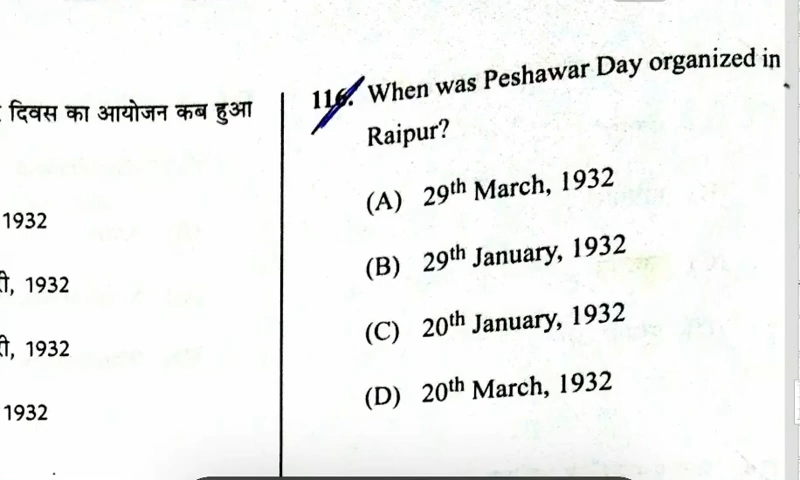 दिवस का आयोजन कब हुआ
1932
1932
1932
1932
116. When was Peshawar Day organized in
Raipur?
(A) 29th March, 1932
(B) 29th January, 1932
(C) 20th January, 1932
(D) 20th March, 1932